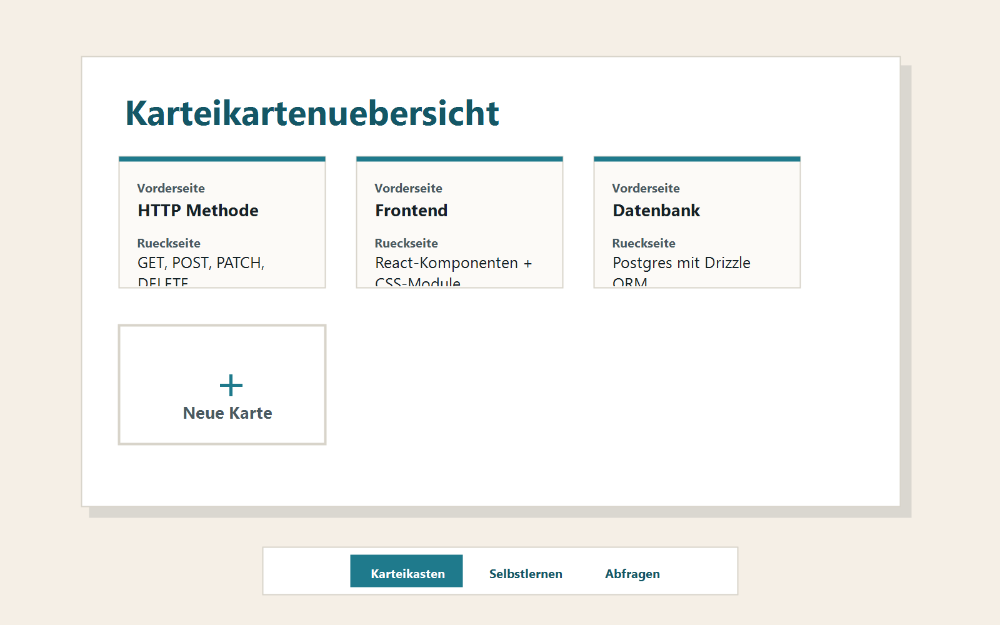 Karteikartenuebersicht
Vorderseite
HTTP Methode
Rueckseite
GET, POST, PATCH,
DELETE
Vorderseite
Frontend
Rueckseite
React-Komponenten +
CSS-Module
Vorderseite
Datenbank
Rueckseite
Postgres mit Drizzle
ORM
+
Neue Karte
Karteikasten
Selbstlernen
Abfragen